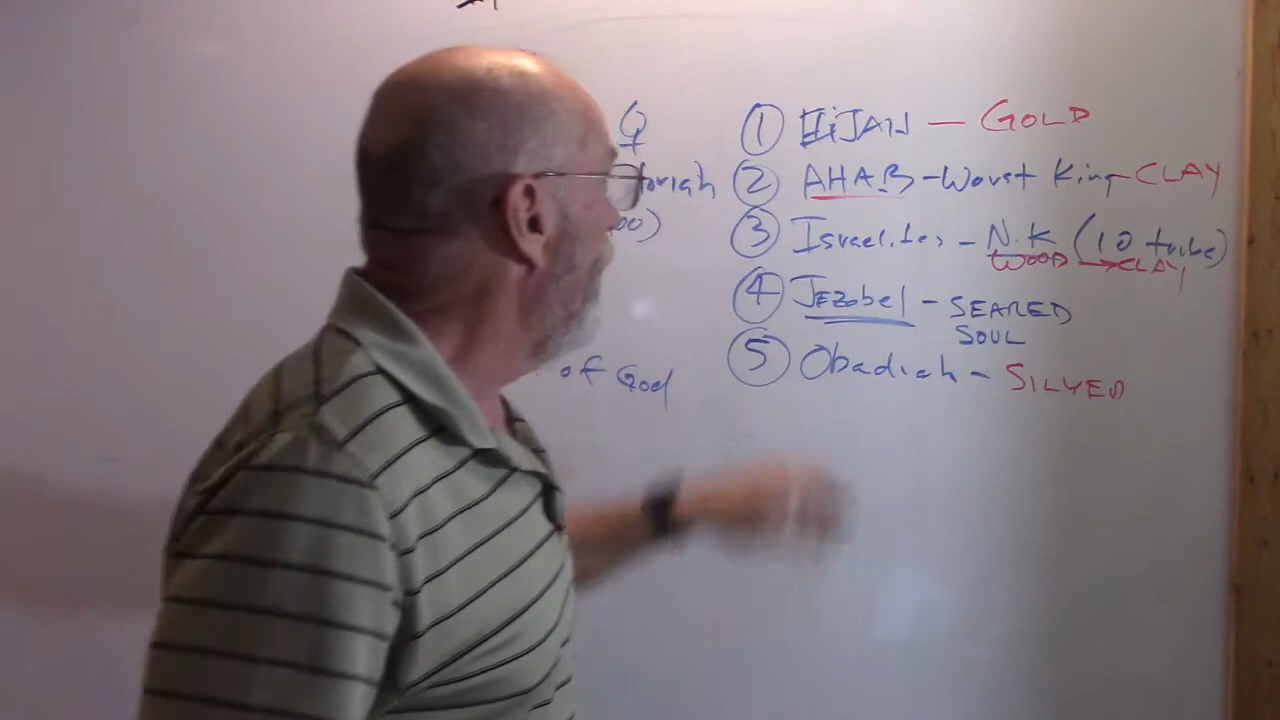 ① EliJAH — GOLD
② AHAB - Worst King - CLAY
③ Israelites - N.K (10 tribe)
WOOD → CLAY
④ JEZobel - SEARED
SOUL
⑤ Obadiah - SILVER
of God